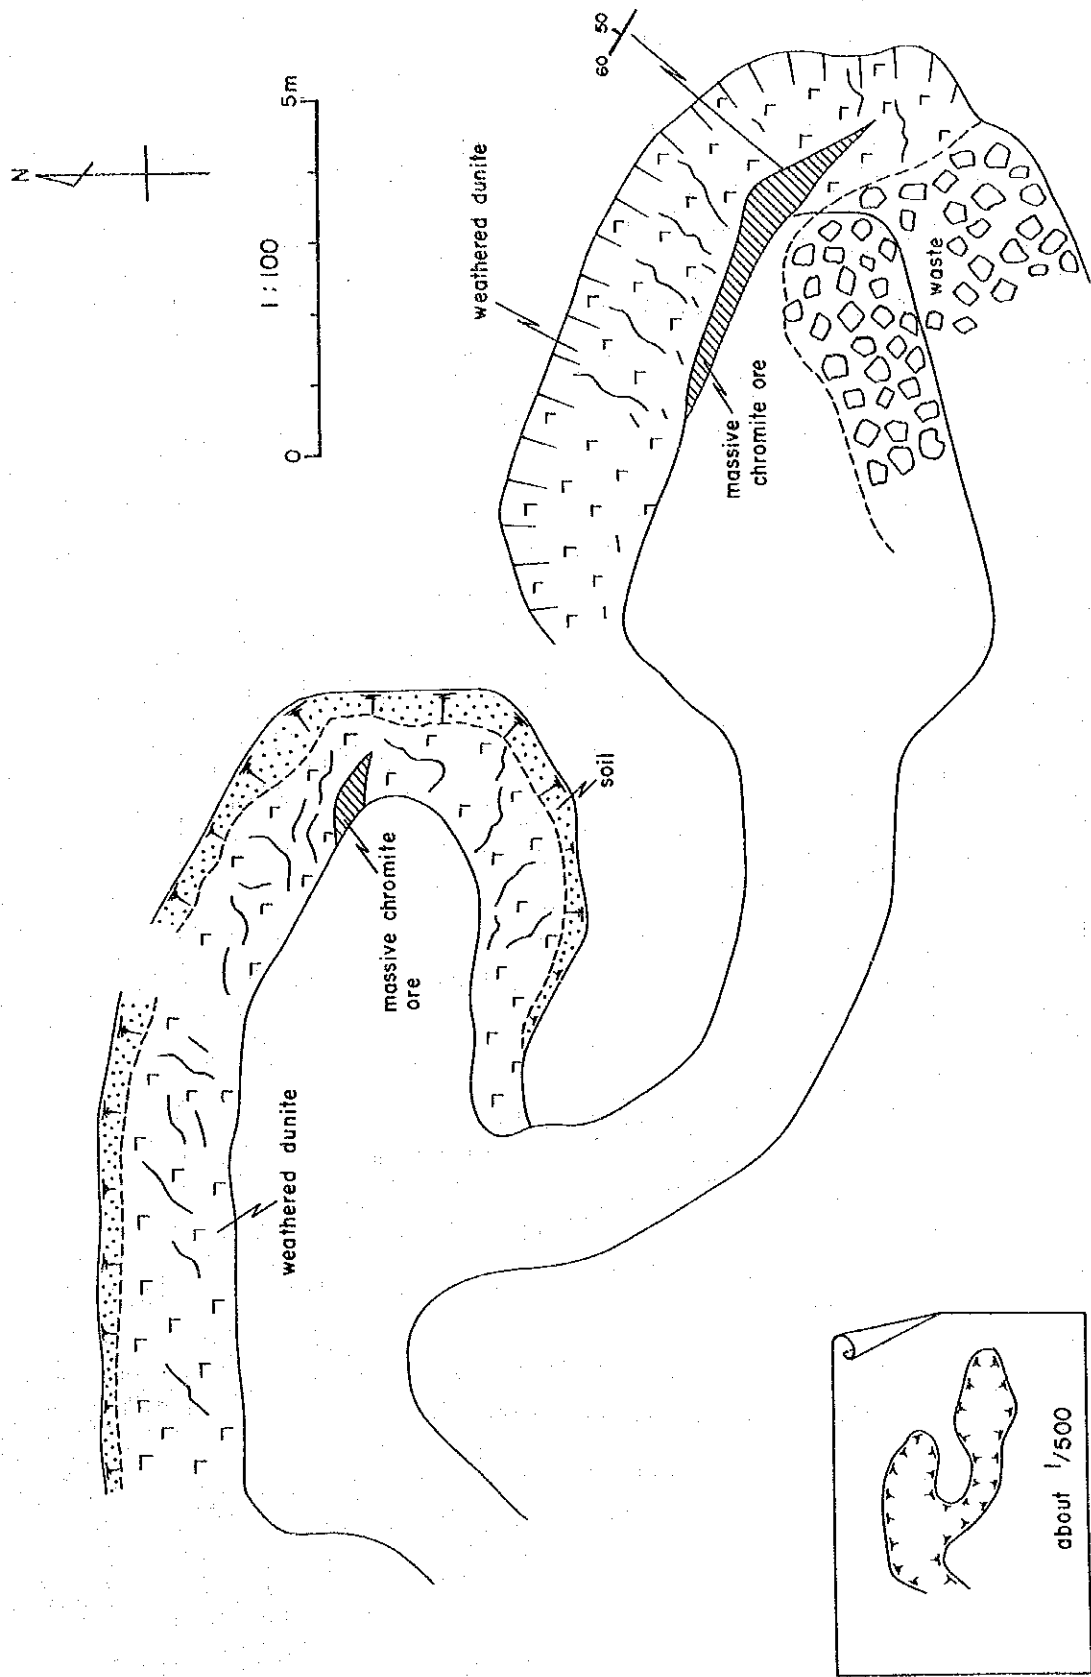 N
1 : 100
0
5m
60 50
weathered dunite
massive
chromite ore
waste
soil
massive chromite
ore
weathered dunite
about 1/500